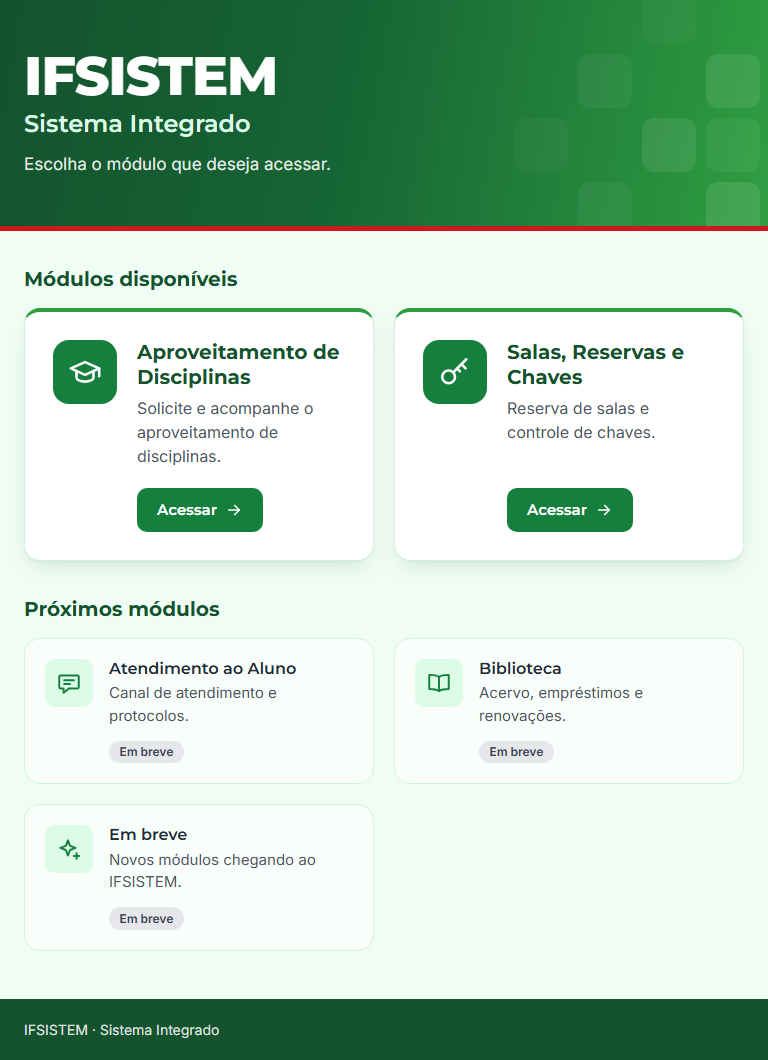 IFSISTEM
Sistema Integrado
Escolha o módulo que deseja acessar.
Módulos disponíveis
Aproveitamento de
Disciplinas
Solicite e acompanhe o
aproveitamento de
disciplinas.
Acessar
Salas, Reservas e
Chaves
Reserva de salas e
controle de chaves.
Acessar
Próximos módulos
Atendimento ao Aluno
Canal de atendimento e
protocolos.
Em breve
Biblioteca
Acervo, empréstimos e
renovações.
Em breve
Em breve
Novos módulos chegando ao
IFSISTEM.
Em breve
IFSISTEM · Sistema Integrado